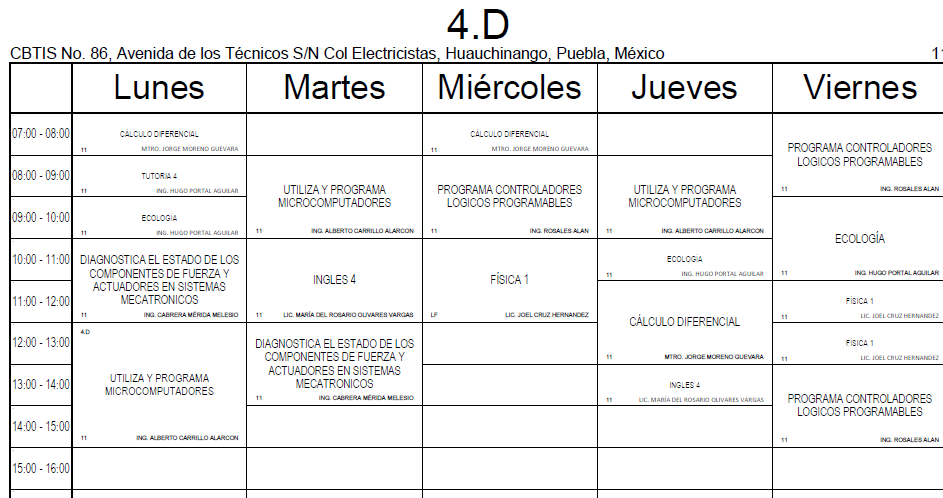 4.D
CBTIS No. 86, Avenida de los Técnicos S/N Col Electricistas, Huauchinango, Puebla, México
11
Lunes Martes Miércoles Jueves Viernes
07:00 - 08:00
CÁLCULO DIFERENCIAL
11 MTRO. JORGE MORENO GUEVARA
CÁLCULO DIFERENCIAL
11 MTRO. JORGE MORENO GUEVARA
PROGRAMA CONTROLADORES
LOGICOS PROGRAMABLES
11 ING. ROSALES ALAN
08:00 - 09:00
TUTORIA 4
11 ING. HUGO PORTAL AGUILAR
UTILIZA Y PROGRAMA
MICROCOMPUTADORES
11 ING. ALBERTO CARRILLO ALARCON
PROGRAMA CONTROLADORES
LOGICOS PROGRAMABLES
11 ING. ROSALES ALAN
UTILIZA Y PROGRAMA
MICROCOMPUTADORES
11 ING. ALBERTO CARRILLO ALARCON
09:00 - 10:00
ECOLOGÍA
11 ING. HUGO PORTAL AGUILAR
ECOLOGÍA
11 ING. HUGO PORTAL AGUILAR
10:00 - 11:00
DIAGNOSTICA EL ESTADO DE LOS
COMPONENTES DE FUERZA Y
ACTUADORES EN SISTEMAS
MECATRONICOS
11 ING. CABRERA MÉRIDA MELESIO
INGLES 4
11 LIC. MARÍA DEL ROSARIO OLIVARES VARGAS
FÍSICA 1
LF LIC. JOEL CRUZ HERNANDEZ
ECOLOGÍA
11 ING. HUGO PORTAL AGUILAR
11:00 - 12:00
CÁLCULO DIFERENCIAL
11 MTRO. JORGE MORENO GUEVARA
FÍSICA 1
11 LIC. JOEL CRUZ HERNANDEZ
12:00 - 13:00
4.D
UTILIZA Y PROGRAMA
MICROCOMPUTADORES
11 ING. ALBERTO CARRILLO ALARCON
DIAGNOSTICA EL ESTADO DE LOS
COMPONENTES DE FUERZA Y
ACTUADORES EN SISTEMAS
MECATRONICOS
11 ING. CABRERA MÉRIDA MELESIO
FÍSICA 1
11 LIC. JOEL CRUZ HERNANDEZ
13:00 - 14:00
INGLES 4
11 LIC. MARÍA DEL ROSARIO OLIVARES VARGAS
PROGRAMA CONTROLADORES
LOGICOS PROGRAMABLES
11 ING. ROSALES ALAN
14:00 - 15:00
15:00 - 16:00